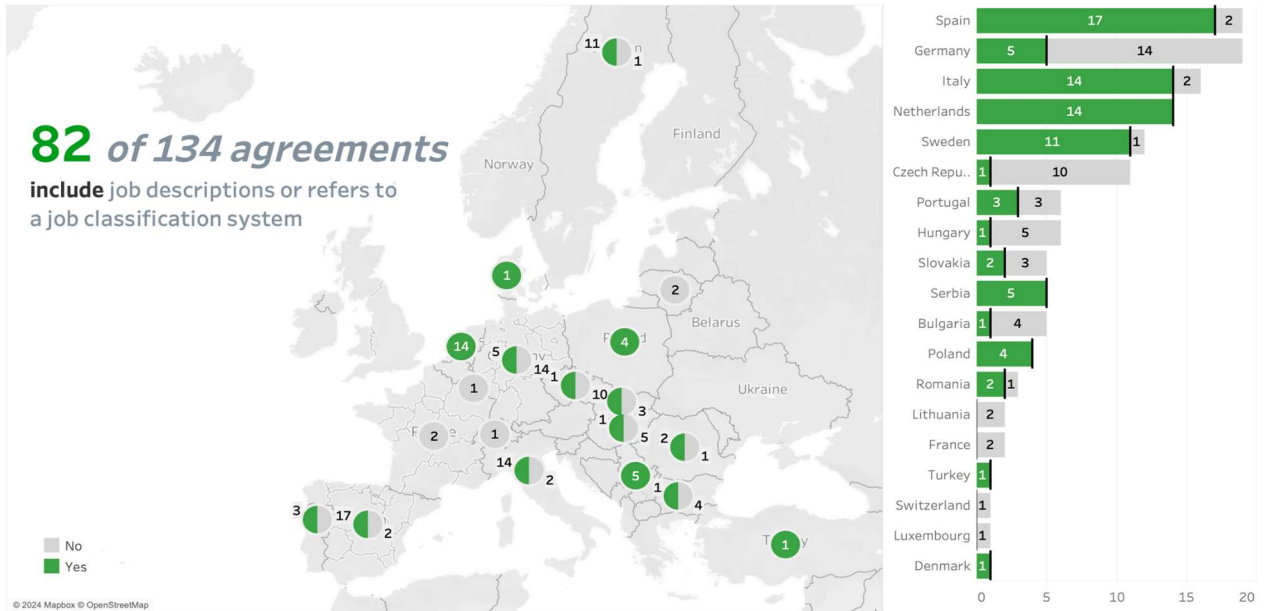 82 of 134 agreements
include job descriptions or refers to
a job classification system
Norway
Finland
Belarus
Ukraine
11
1
1
2
14
5
14
4
1
1
10
3
1
5
2
1
2
1
14
2
5
1
4
3
17
2
1
No
Yes
© 2024 Mapbox © OpenStreetMap
Spain 17 2
Germany 5 14
Italy 14 2
Netherlands 14
Sweden 11 1
Czech Repu.. 1 10
Portugal 3 3
Hungary 1 5
Slovakia 2 3
Serbia 5
Bulgaria 1 4
Poland 4
Romania 2 1
Lithuania 2
France 2
Turkey 1
Switzerland 1
Luxembourg 1
Denmark 1
0 5 10 15 20